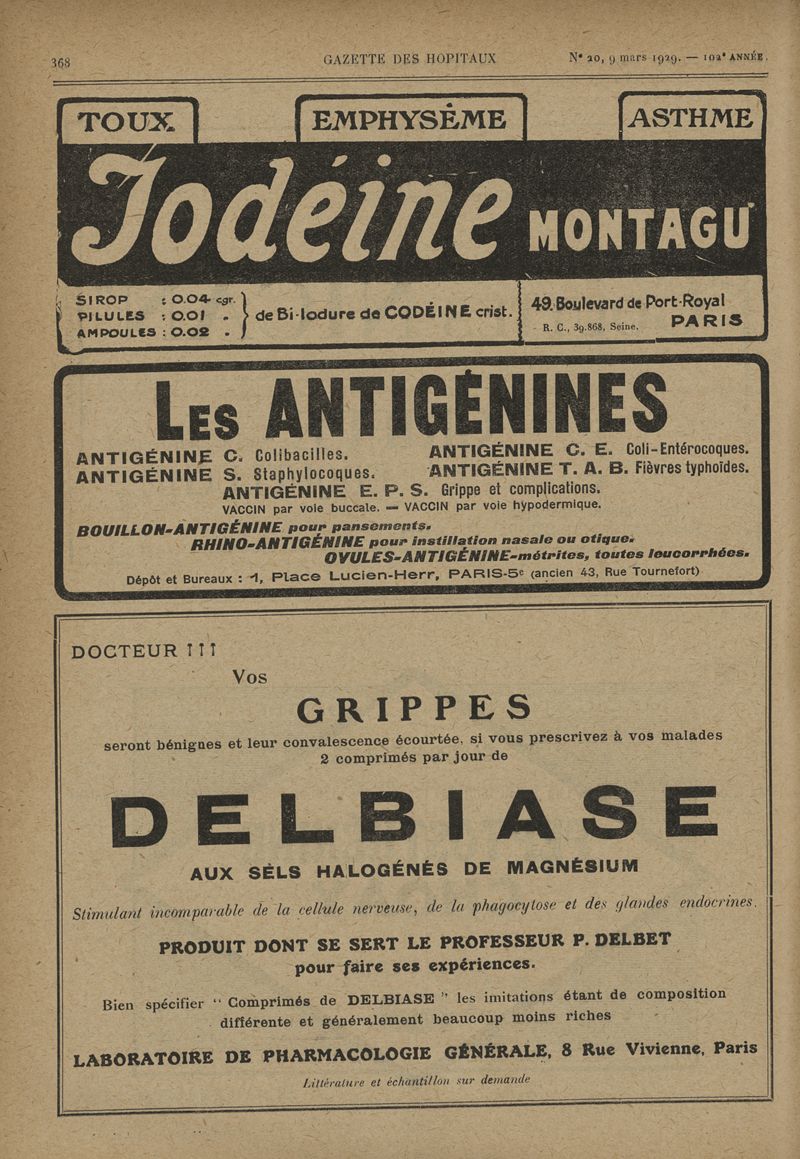 368 GAZETTE DES HOPITAUX N° 20, 9 mars 1929. — 102e ANNÉE.
TOUX EMPHYSÈME ASTHME
Iodéine MONTAGU
SIROP : 0.04 cgr.
PILULES : 0.01 „
AMPOULES : 0.02 „
de Bi-Iodure de CODÉINE crist.
49, Boulevard de Port-Royal
R. C., 39.868, Seine. PARIS
LES ANTIGÉNINES
ANTIGÉNINE C. Colibacilles. ANTIGÉNINE C. E. Coli-Entérocoques.
ANTIGÉNINE S. Staphylocoques. ANTIGÉNINE T. A. B. Fièvres typhoïdes.
ANTIGÉNINE E. P. S. Grippe et complications.
VACCIN par voie buccale. — VACCIN par voie hypodermique.
BOUILLON-ANTIGÉNINE pour pansements.
RHINO-ANTIGÉNINE pour instillation nasale ou otique.
OVULES-ANTIGÉNINE-métrites, toutes leucorrhées.
Dépôt et Bureaux : 1, Place Lucien-Herr, PARIS-5e (ancien 43, Rue Tournefort)
DOCTEUR !!!
Vos
GRIPPES
seront bénignes et leur convalescence écourtée, si vous prescrivez à vos malades
2 comprimés par jour de
DELBIASE
AUX SELS HALOGÉNÉS DE MAGNÉSIUM
Stimulant incomparable de la cellule nerveuse, de la phagocytose et des glandes endocrines.
PRODUIT DONT SE SERT LE PROFESSEUR P. DELBET
pour faire ses expériences.
Bien spécifier “ Comprimés de DELBIASE ” les imitations étant de composition
différente et généralement beaucoup moins riches
LABORATOIRE DE PHARMACOLOGIE GÉNÉRALE, 8 Rue Vivienne, Paris
Littérature et échantillon sur demande